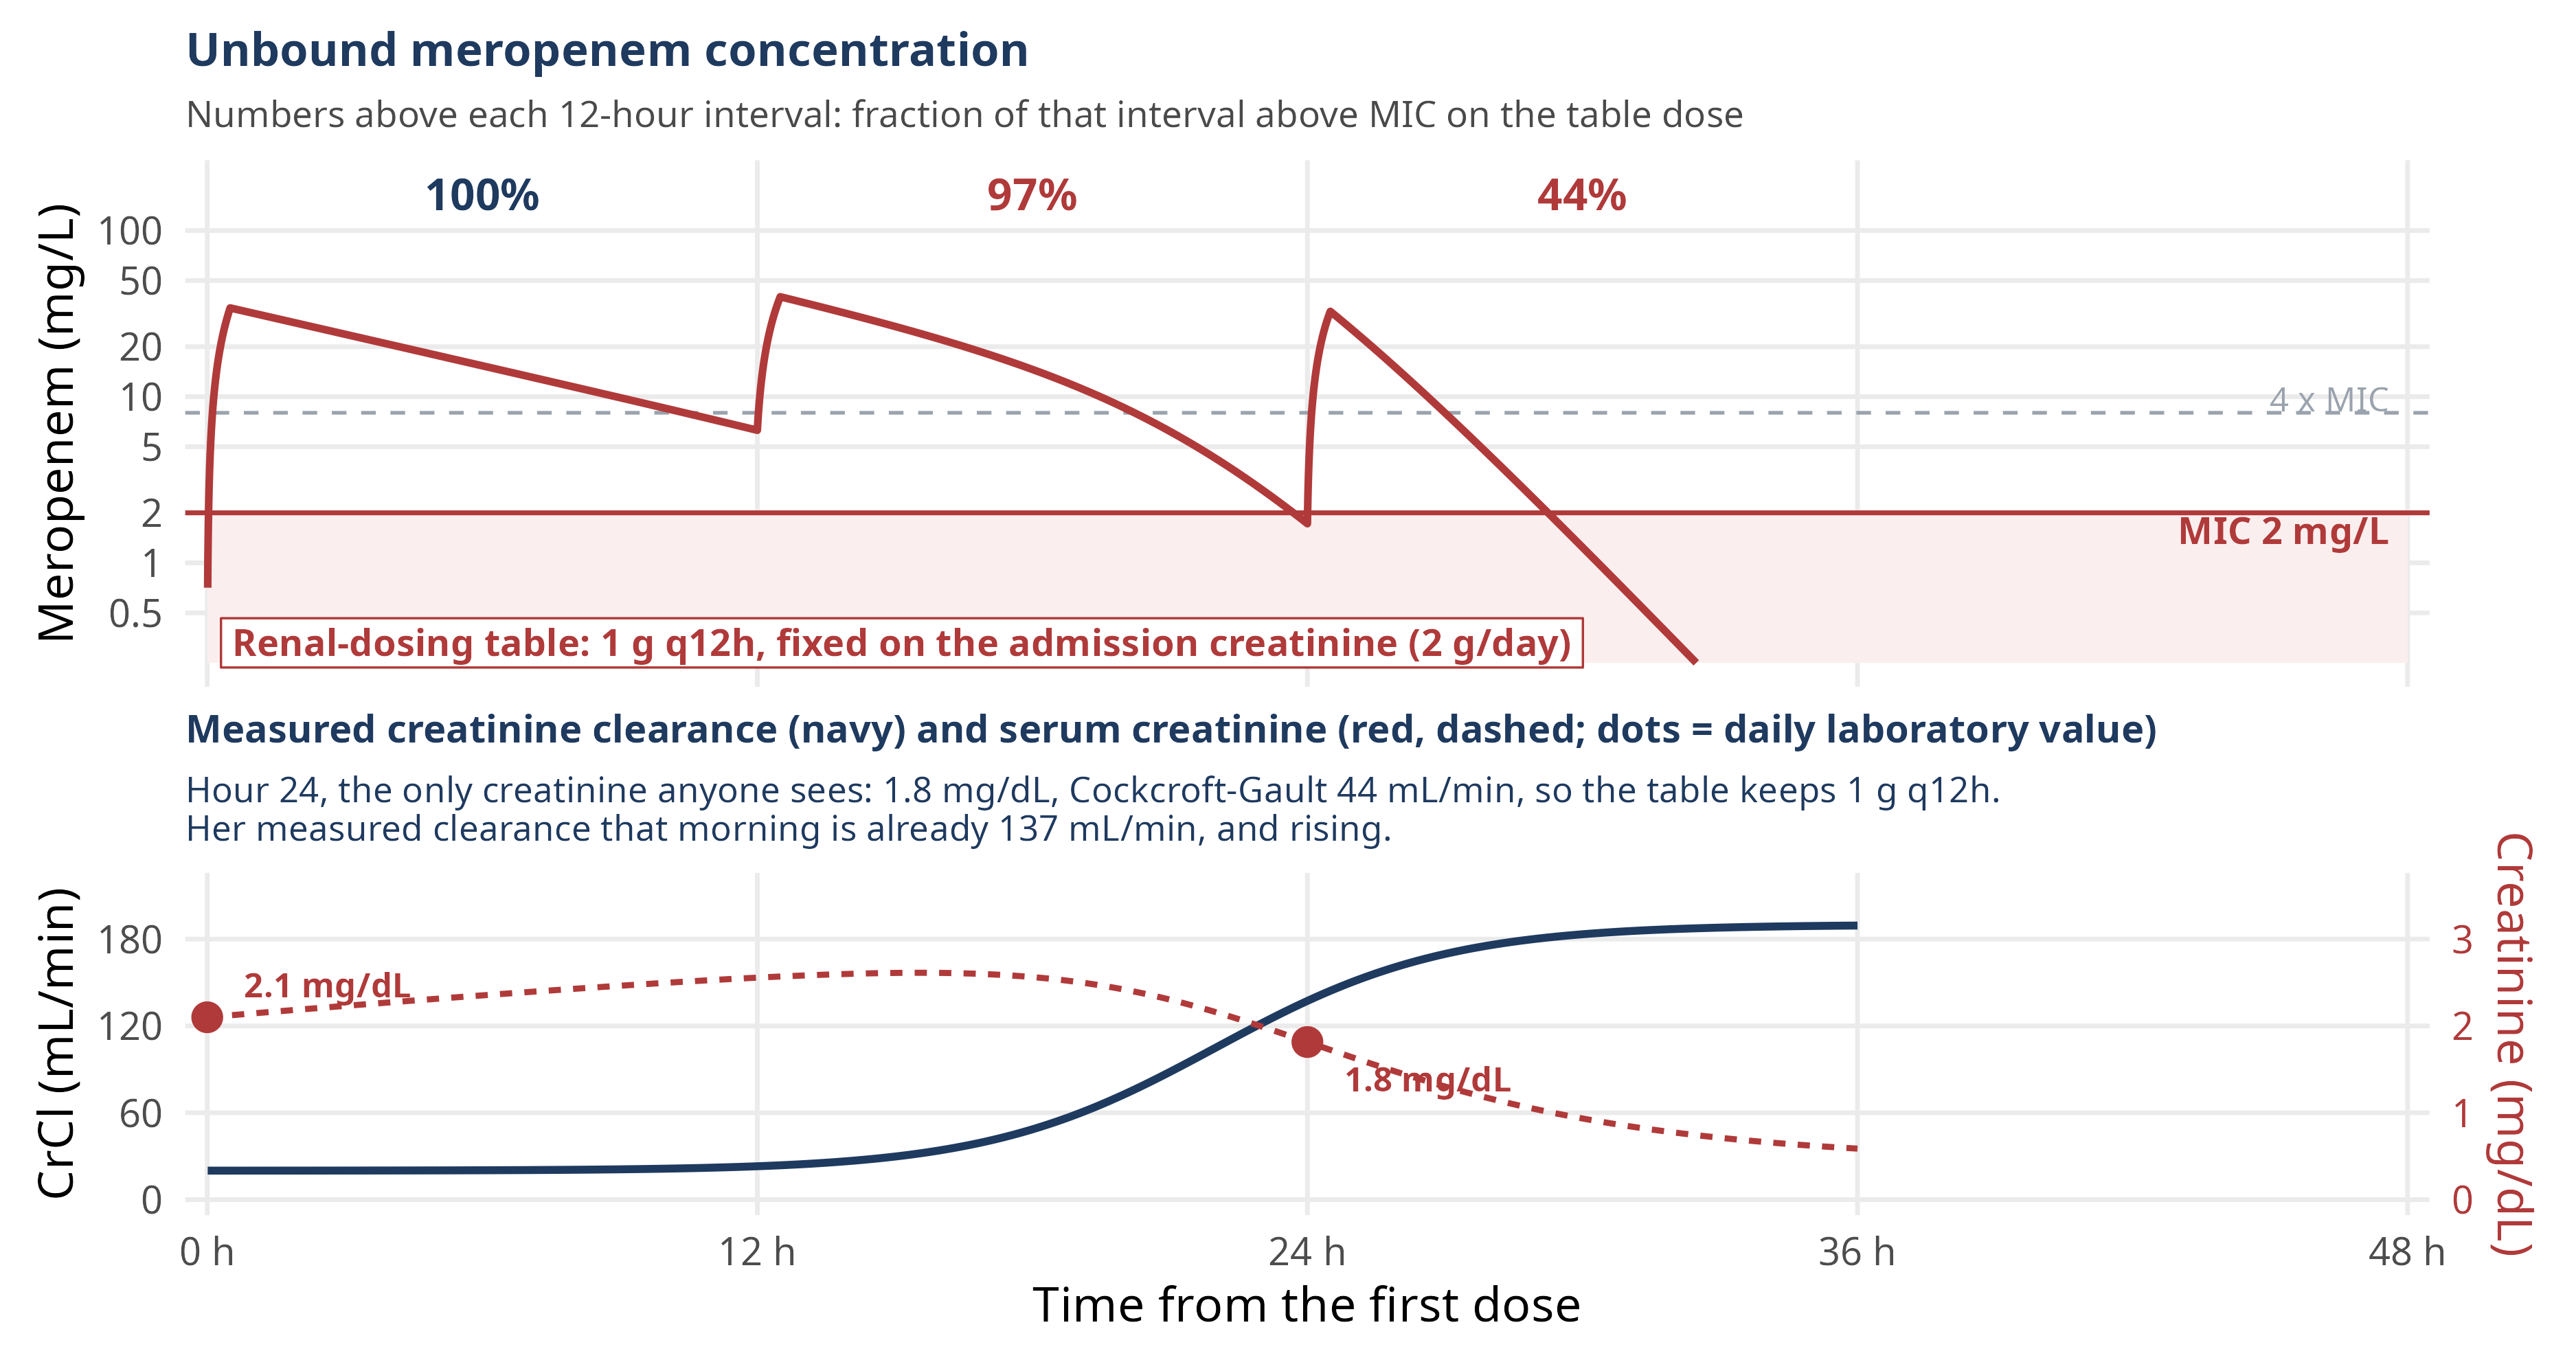 Unbound meropenem concentration
Numbers above each 12-hour interval: fraction of that interval above MIC on the table dose
100%
97%
44%
Meropenem (mg/L)
100
50
20
10
5
2
1
0.5
4 x MIC
MIC 2 mg/L
Renal-dosing table: 1 g q12h, fixed on the admission creatinine (2 g/day)
Measured creatinine clearance (navy) and serum creatinine (red, dashed; dots = daily laboratory value)
Hour 24, the only creatinine anyone sees: 1.8 mg/dL, Cockcroft-Gault 44 mL/min, so the table keeps 1 g q12h.
Her measured clearance that morning is already 137 mL/min, and rising.
CrCl (mL/min)
180
120
60
0
2.1 mg/dL
1.8 mg/dL
3
2
1
0
Creatinine (mg/dL)
0 h
12 h
24 h
36 h
48 h
Time from the first dose